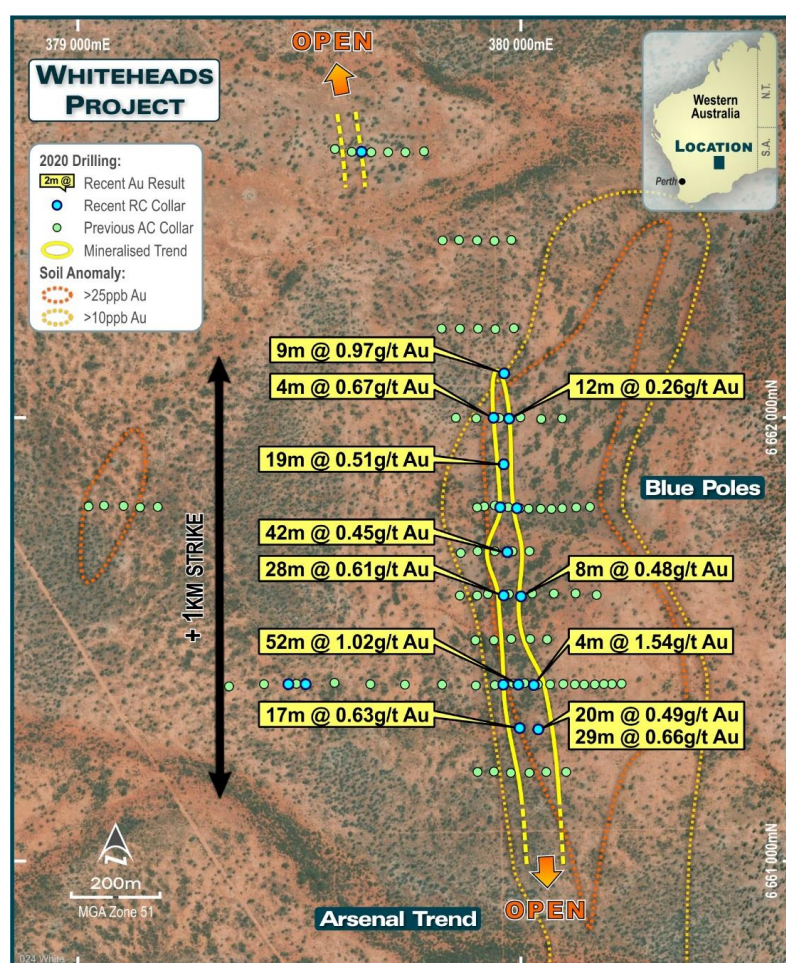 379 000mE
380 000mE
OPEN
WHITEHEADS
PROJECT
2020 Drilling:
2m @
Recent Au Result
Recent RC Collar
Previous AC Collar
Mineralised Trend
Soil Anomaly:
>25ppb Au
>10ppb Au
Western
Australia
N.T.
S.A.
LOCATION
Perth
9m @ 0.97g/t Au
4m @ 0.67g/t Au
12m @ 0.26g/t Au
6 662 000mN
19m @ 0.51g/t Au
Blue Poles
42m @ 0.45g/t Au
28m @ 0.61g/t Au
8m @ 0.48g/t Au
+ 1KM STRIKE
52m @ 1.02g/t Au
4m @ 1.54g/t Au
17m @ 0.63g/t Au
20m @ 0.49g/t Au
29m @ 0.66g/t Au
6 661 000mN
N
200m
MGA Zone 51
OPEN
Arsenal Trend
024 White